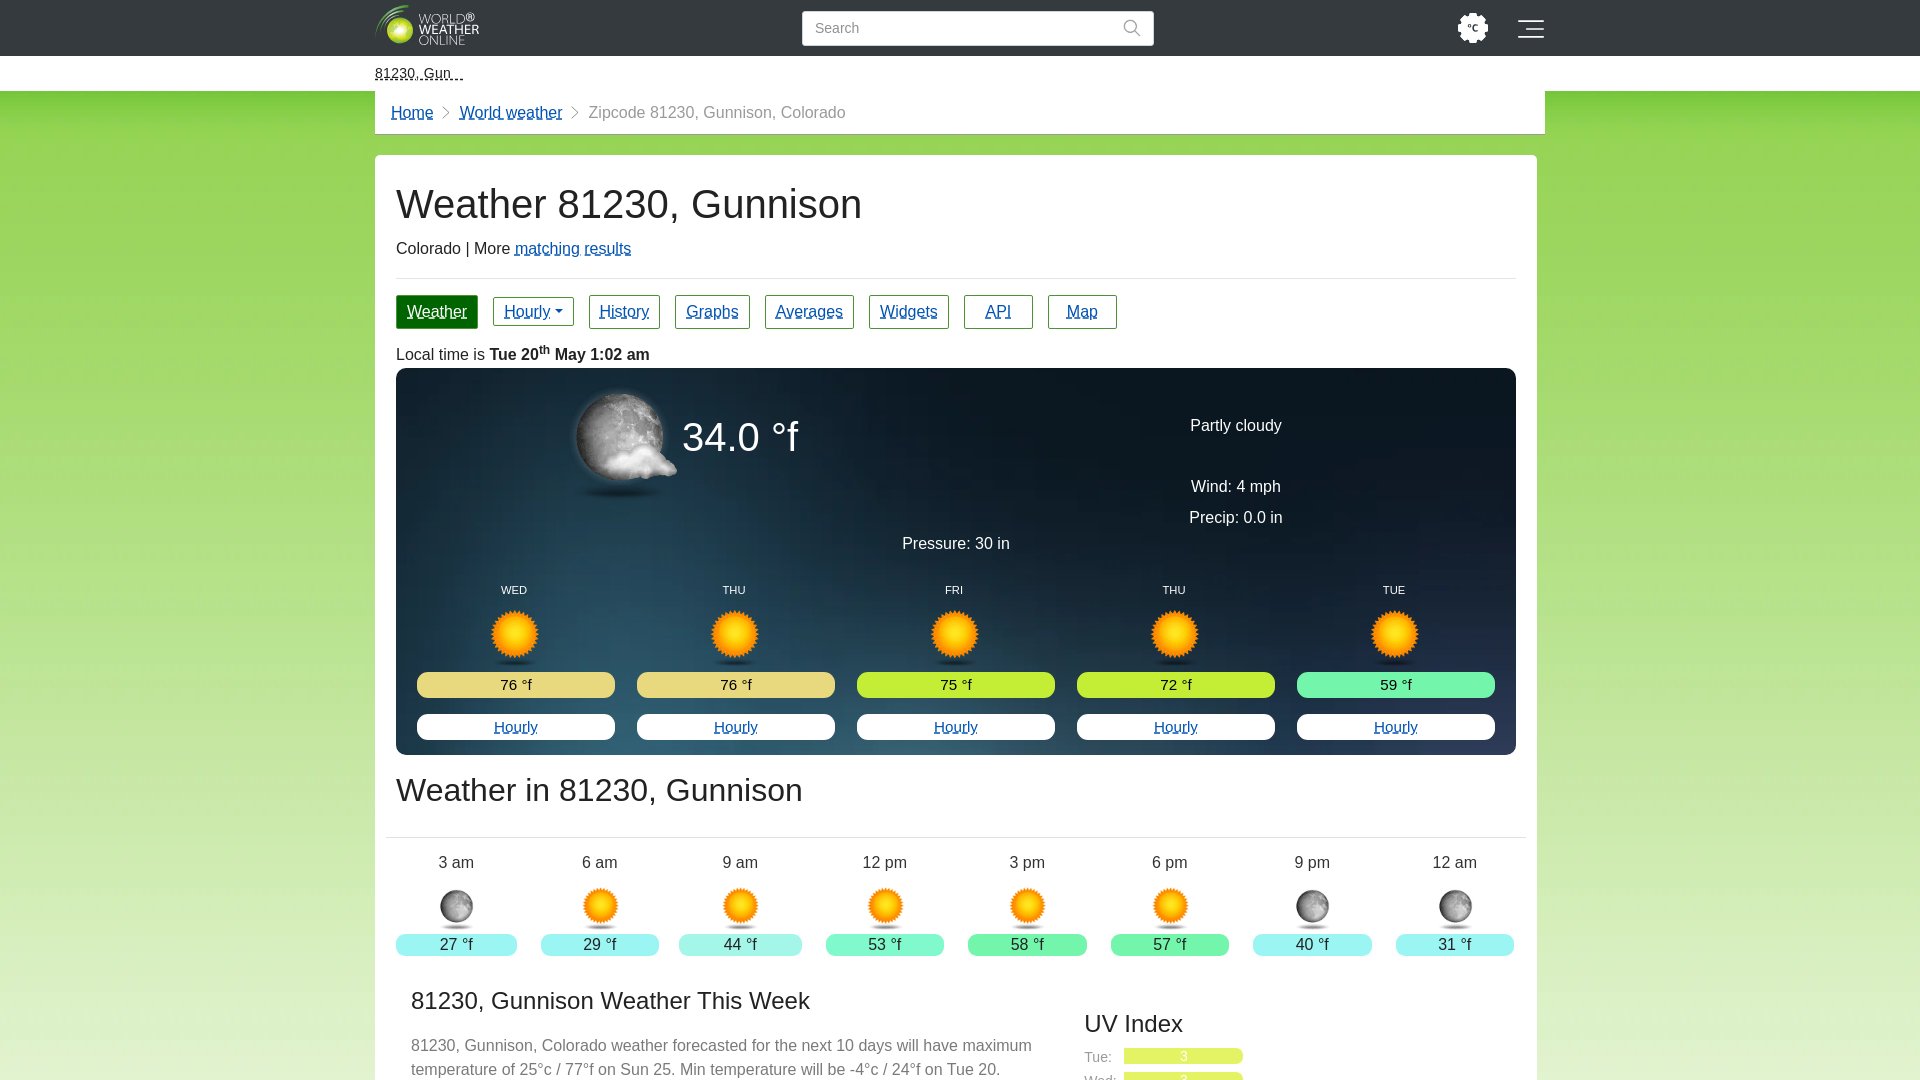 WORLD®
WEATHER
ONLINE
Search
°C
81230, Gun
Home
World weather
Zipcode 81230, Gunnison, Colorado
Weather 81230, Gunnison
Colorado | More matching results
Weather
Hourly
History
Graphs
Averages
Widgets
API
Map
Local time is Tue 20th May 1:02 am
34.0 °f
Partly cloudy
Wind: 4 mph
Precip: 0.0 in
Pressure: 30 in
WED
THU
FRI
THU
TUE
76 °f
76 °f
75 °f
72 °f
59 °f
Hourly
Hourly
Hourly
Hourly
Hourly
Weather in 81230, Gunnison
3 am
6 am
9 am
12 pm
3 pm
6 pm
9 pm
12 am
27 °f
29 °f
44 °f
53 °f
58 °f
57 °f
40 °f
31 °f
81230, Gunnison Weather This Week
81230, Gunnison, Colorado weather forecasted for the next 10 days will have maximum
temperature of 25°c / 77°f on Sun 25. Min temperature will be -4°c / 24°f on Tue 20.
UV Index
Tue:
3
Wed:
3